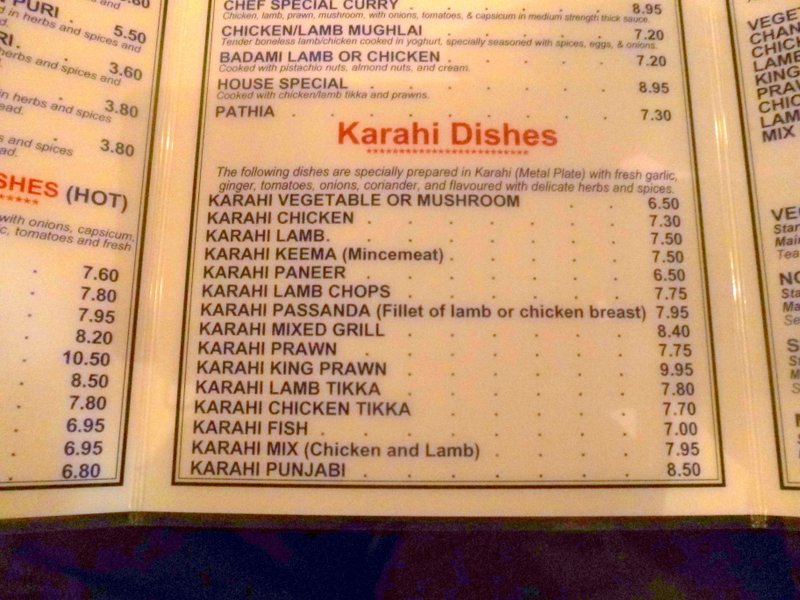 PURI
5.50
3.60
in herbs and spices
3.80
and spices
3.80
(HOT)
with onions, capsicum,
tomatoes and fresh
7.60
7.80
7.95
8.20
10.50
8.50
7.80
6.95
6.95
6.80
CHEF SPECIAL CURRY . . . . . 8.95
Chicken, lamb, prawn, mushroom, with onions, tomatoes, & capsicum in medium strength thick sauce.
CHICKEN/LAMB MUGHLAI . . . . . 7.20
Tender boneless lamb/chicken cooked in yoghurt, specially seasoned with spices, eggs, & onions.
BADAMI LAMB OR CHICKEN . . . . 7.20
Cooked with pistachio nuts, almond nuts, and cream.
HOUSE SPECIAL . . . . . . 8.95
Cooked with chicken/lamb tikka and prawns.
PATHIA . . . . . . . . 7.30
Karahi Dishes
The following dishes are specially prepared in Karahi (Metal Plate) with fresh garlic,
ginger, tomatoes, onions, coriander, and flavoured with delicate herbs and spices.
KARAHI VEGETABLE OR MUSHROOM . . . 6.50
KARAHI CHICKEN . . . . . . . 7.30
KARAHI LAMB. . . . . . . . 7.50
KARAHI KEEMA (Mincemeat) . . . . . 7.50
KARAHI PANEER . . . . . . . 6.50
KARAHI LAMB CHOPS . . . . . . 7.75
KARAHI PASSANDA (Fillet of lamb or chicken breast) 7.95
KARAHI MIXED GRILL . . . . . . 8.40
KARAHI PRAWN . . . . . . . 7.75
KARAHI KING PRAWN . . . . . . 9.95
KARAHI LAMB TIKKA . . . . . . 7.80
KARAHI CHICKEN TIKKA . . . . . 7.70
KARAHI FISH . . . . . . . . 7.00
KARAHI MIX (Chicken and Lamb) . . . . 7.95
KARAHI PUNJABI . . . . . . . 8.50
KING
MIX